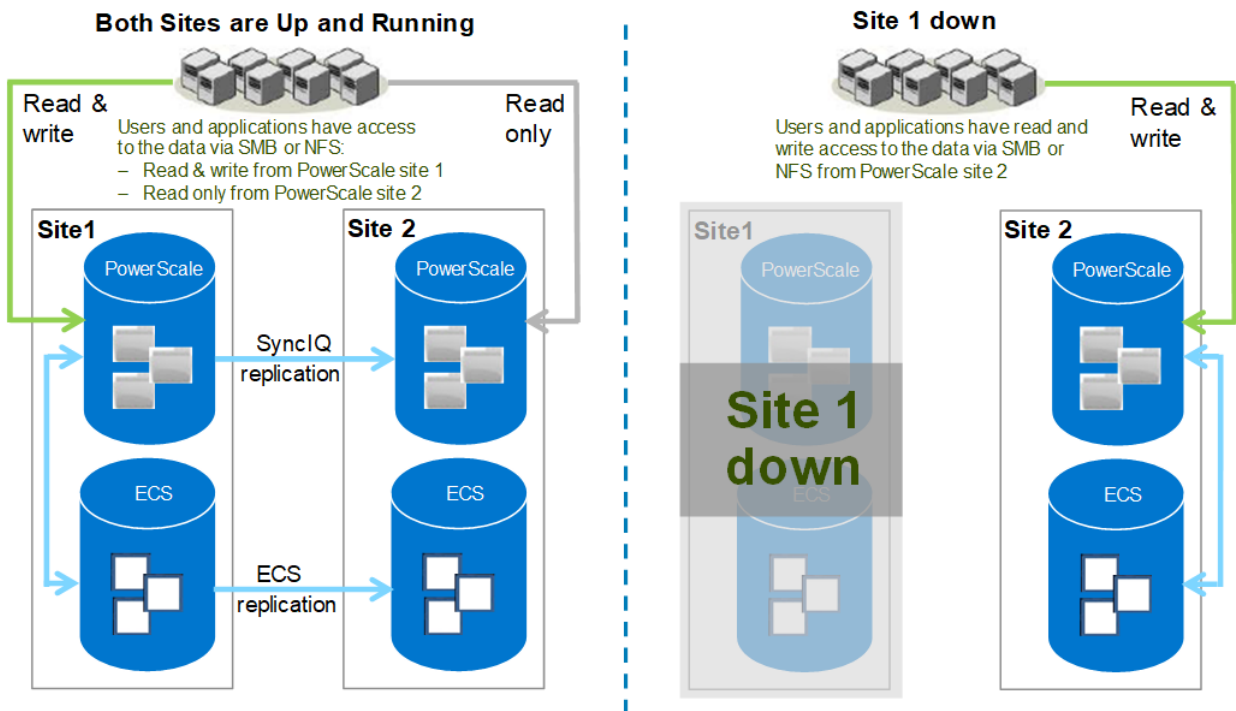 Both Sites are Up and Running
Read &
write
Read
only
Users and applications have access
to the data via SMB or NFS:
– Read & write from PowerScale site 1
– Read only from PowerScale site 2
Site1
Site 2
PowerScale
PowerScale
SyncIQ
replication
ECS
ECS
ECS
replication
Site 1 down
Read &
write
Users and applications have read and
write access to the data via SMB or
NFS from PowerScale site 2
Site1
Site 2
PowerScale
PowerScale
Site 1
down
ECS
ECS